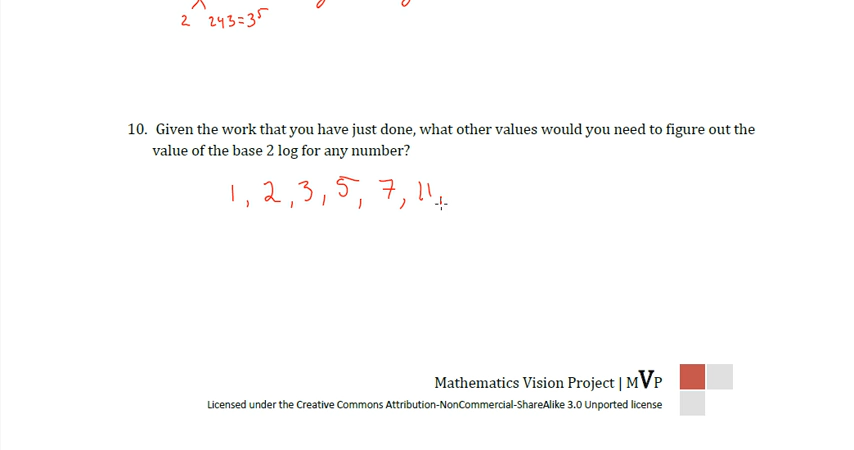 2 243=3⁵
10. Given the work that you have just done, what other values would you need to figure out the
value of the base 2 log for any number?
1, 2, 3, 5, 7, 11
Mathematics Vision Project | MVP
Licensed under the Creative Commons Attribution-NonCommercial-ShareAlike 3.0 Unported license